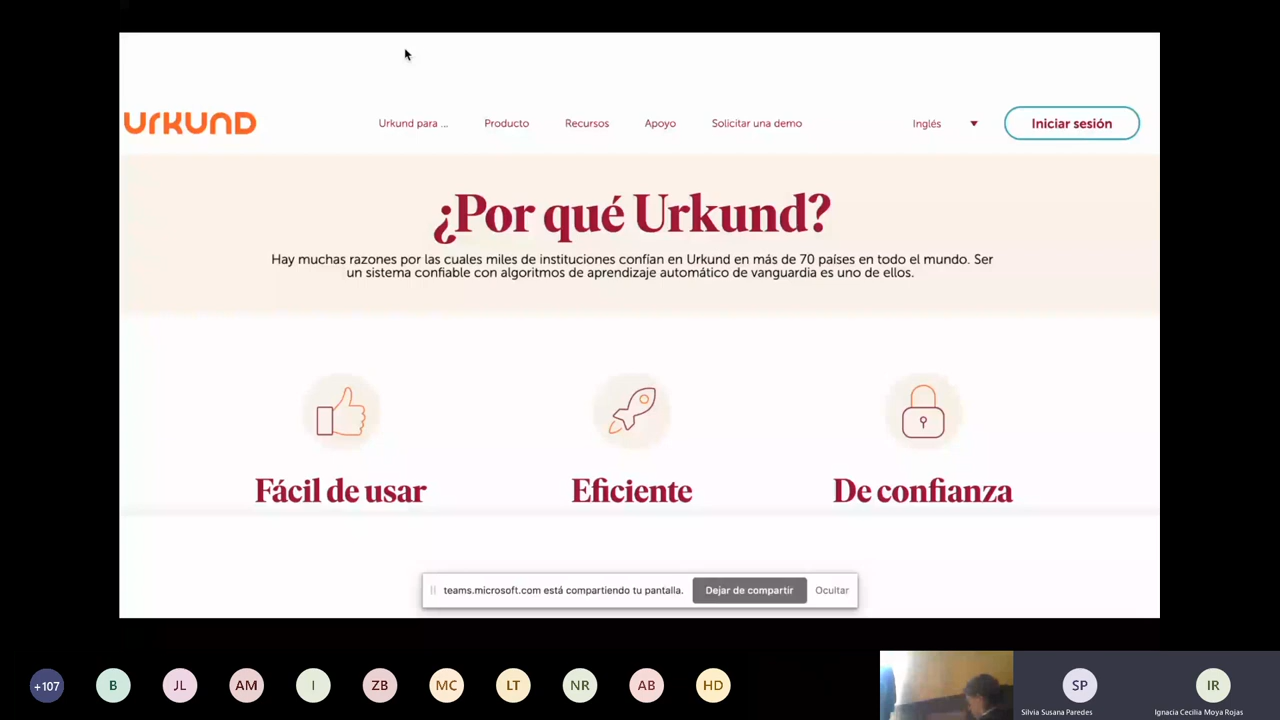 urkund
Urkund para ...
Producto
Recursos
Apoyo
Solicitar una demo
Inglés
Iniciar sesión
¿Por qué Urkund?
Hay muchas razones por las cuales miles de instituciones confían en Urkund en más de 70 países en todo el mundo. Ser
un sistema confiable con algoritmos de aprendizaje automático de vanguardia es uno de ellos.
Fácil de usar
Eficiente
De confianza
teams.microsoft.com está compartiendo tu pantalla.
Dejar de compartir
Ocultar
+107
B
JL
AM
I
ZB
MC
LT
NR
AB
HD
SP
Silvia Susana Paredes
IR
Ignacia Cecilia Moya Rojas